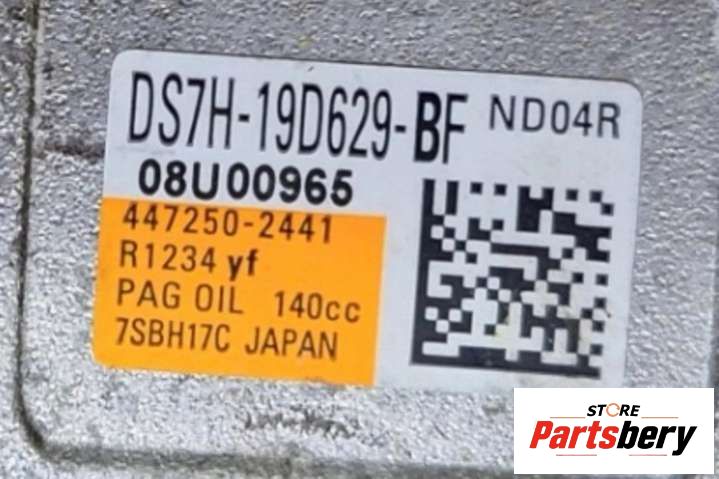 DS7H-19D629-BF ND04R
08U00965
447250-2441
R1234 yf
PAG OIL 140cc
7SBH17C JAPAN
STORE
Partsbery